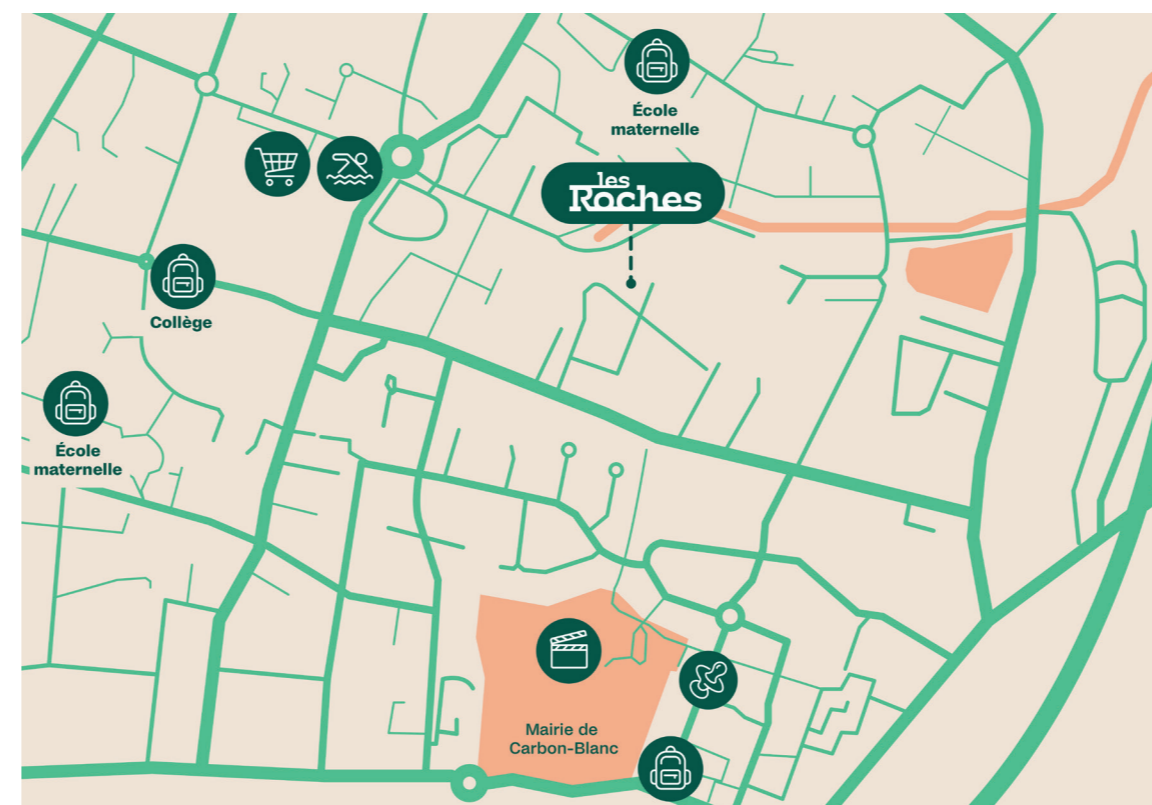 École
maternelle
les
Roches
Collège
École
maternelle
Mairie de
Carbon-Blanc